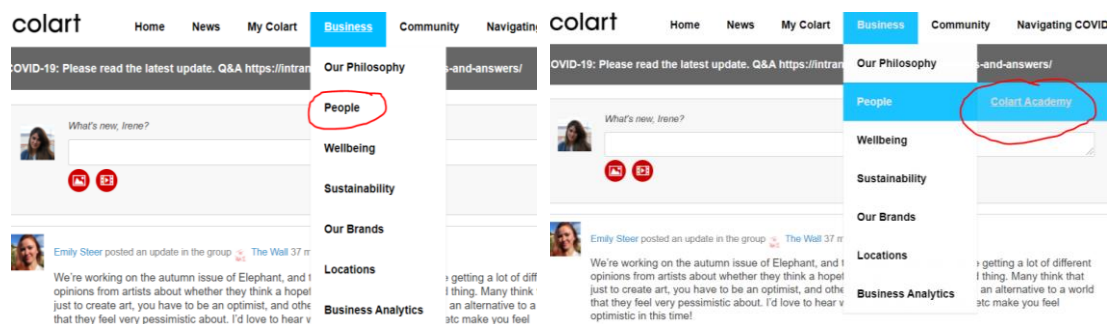 colart
Home News My Colart Business Community Navigating
COVID-19: Please read the latest update. Q&A https://intran s-and-answers/
Our Philosophy
People
What's new, Irene?
Wellbeing
Sustainability
Our Brands
Emily Steer posted an update in the group The Wall 37 m
Locations
We're working on the autumn issue of Elephant, and t getting a lot of diff
opinions from artists about whether they think a hopef l thing. Many think
just to create art, you have to be an optimist, and othe an alternative to a
Business Analytics
that they feel very pessimistic about. I'd love to hear v etc make you feel
colart
Home News My Colart Business Community Navigating COVID
OVID-19: Please read the latest update. Q&A https://intran s-and-answers/
Our Philosophy
People Colart Academy
What's new, Irene?
Wellbeing
Sustainability
Our Brands
Emily Steer posted an update in the group The Wall 37 m
Locations
We're working on the autumn issue of Elephant, and t getting a lot of different
opinions from artists about whether they think a hopef l thing. Many think that
just to create art, you have to be an optimist, and othe an alternative to a world
Business Analytics
that they feel very pessimistic about. I'd love to hear v etc make you feel
optimistic in this time!